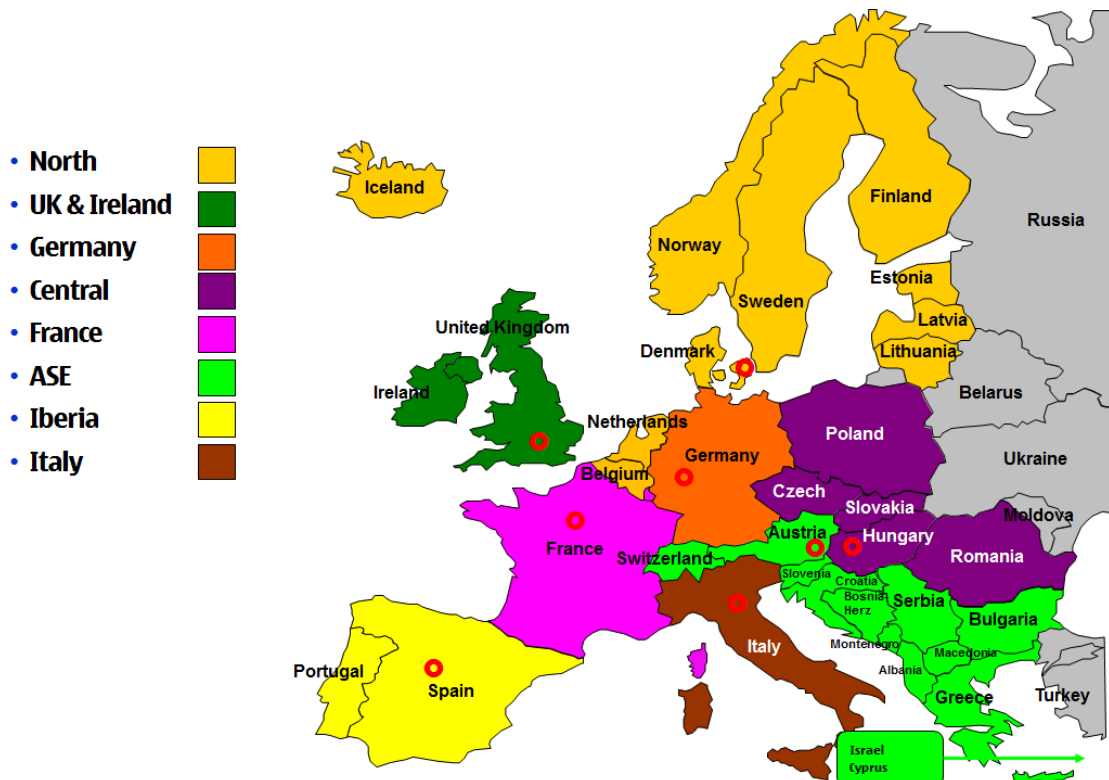 • North
• UK & Ireland
• Germany
• Central
• France
• ASE
• Iberia
• Italy
Iceland
Norway
Sweden
Finland
Russia
Estonia
Latvia
Lithuania
United Kingdom
Denmark
Ireland
Belarus
Netherlands
Poland
Germany
Ukraine
Belgium
Czech
Slovakia
Moldova
Austria
Hungary
France
Switzerland
Romania
Slovenia
Croatia
Bosnia-
Herz
Serbia
Bulgaria
Italy
Montenegro
Macedonia
Portugal
Albania
Spain
Greece
Turkey
Israel
Cyprus